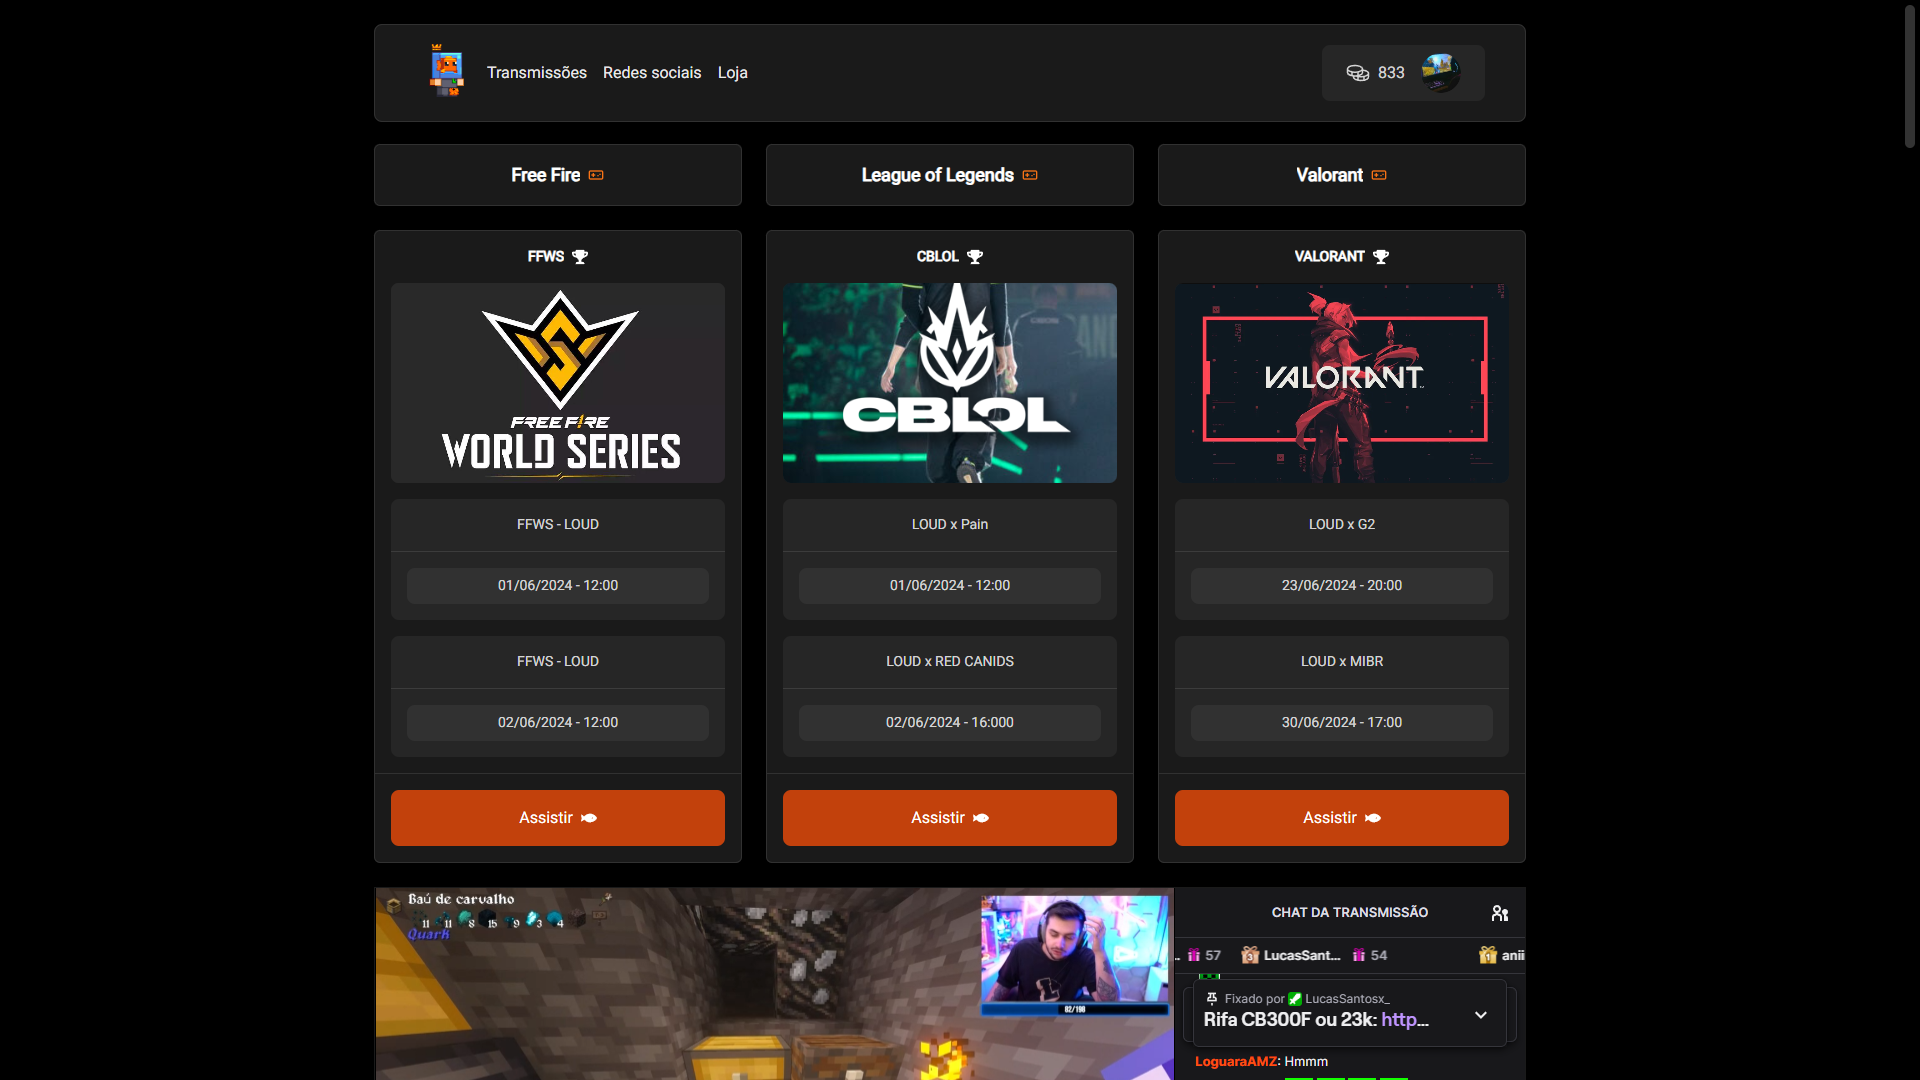 Transmissões Redes sociais Loja
833
Free Fire
League of Legends
Valorant
FFWS
CBLOL
VALORANT
FREE FIRE
WORLD SERIES
CBLOL
VALORANT
FFWS - LOUD
LOUD x Pain
LOUD x G2
01/06/2024 - 12:00
01/06/2024 - 12:00
23/06/2024 - 20:00
FFWS - LOUD
LOUD x RED CANIDS
LOUD x MIBR
02/06/2024 - 12:00
02/06/2024 - 16:000
30/06/2024 - 17:00
Assistir
Assistir
Assistir
Baú de carvalho
11 11 8 15 9 3 4
Quark
82/198
CHAT DA TRANSMISSÃO
.. 57 3 LucasSant... 54 1 anii
Fixado por LucasSantosx_
Rifa CB300F ou 23k: http...
LoguaraAMZ: Hmmm